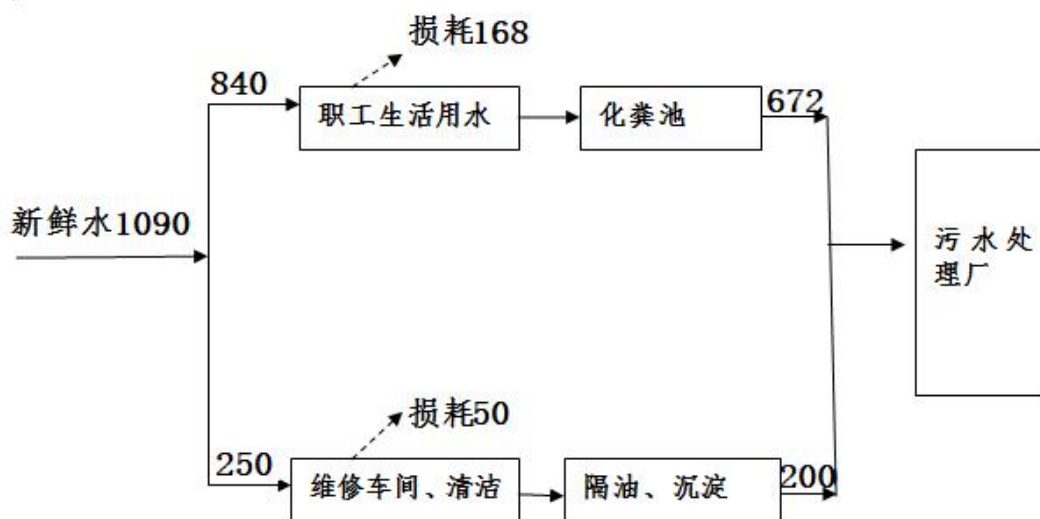 损耗168
840
职工生活用水
化粪池
672
新鲜水1090
污水处
理厂
损耗50
250
维修车间、清洁
隔油、沉淀
200